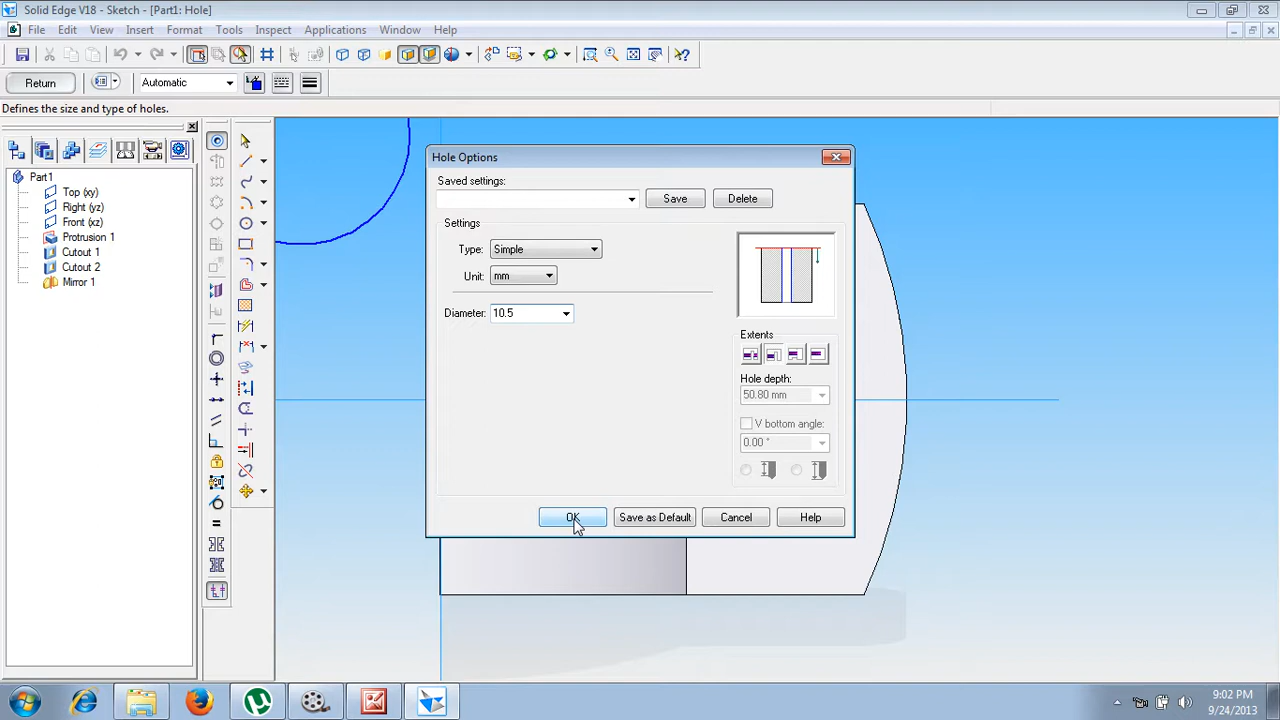 Solid Edge V18 - Sketch - [Part1: Hole]
File Edit View Insert Format Tools Inspect Applications Window Help
Return
Automatic
Defines the size and type of holes.
Part1
Top (xy)
Right (yz)
Front (xz)
Protrusion 1
Cutout 1
Cutout 2
Mirror 1
Hole Options
Saved settings:
Save
Delete
Settings
Type: Simple
Unit: mm
Diameter: 10.5
Extents
Hole depth:
50.80 mm
V bottom angle:
0.00 °
OK
Save as Default
Cancel
Help
9:02 PM
9/24/2013